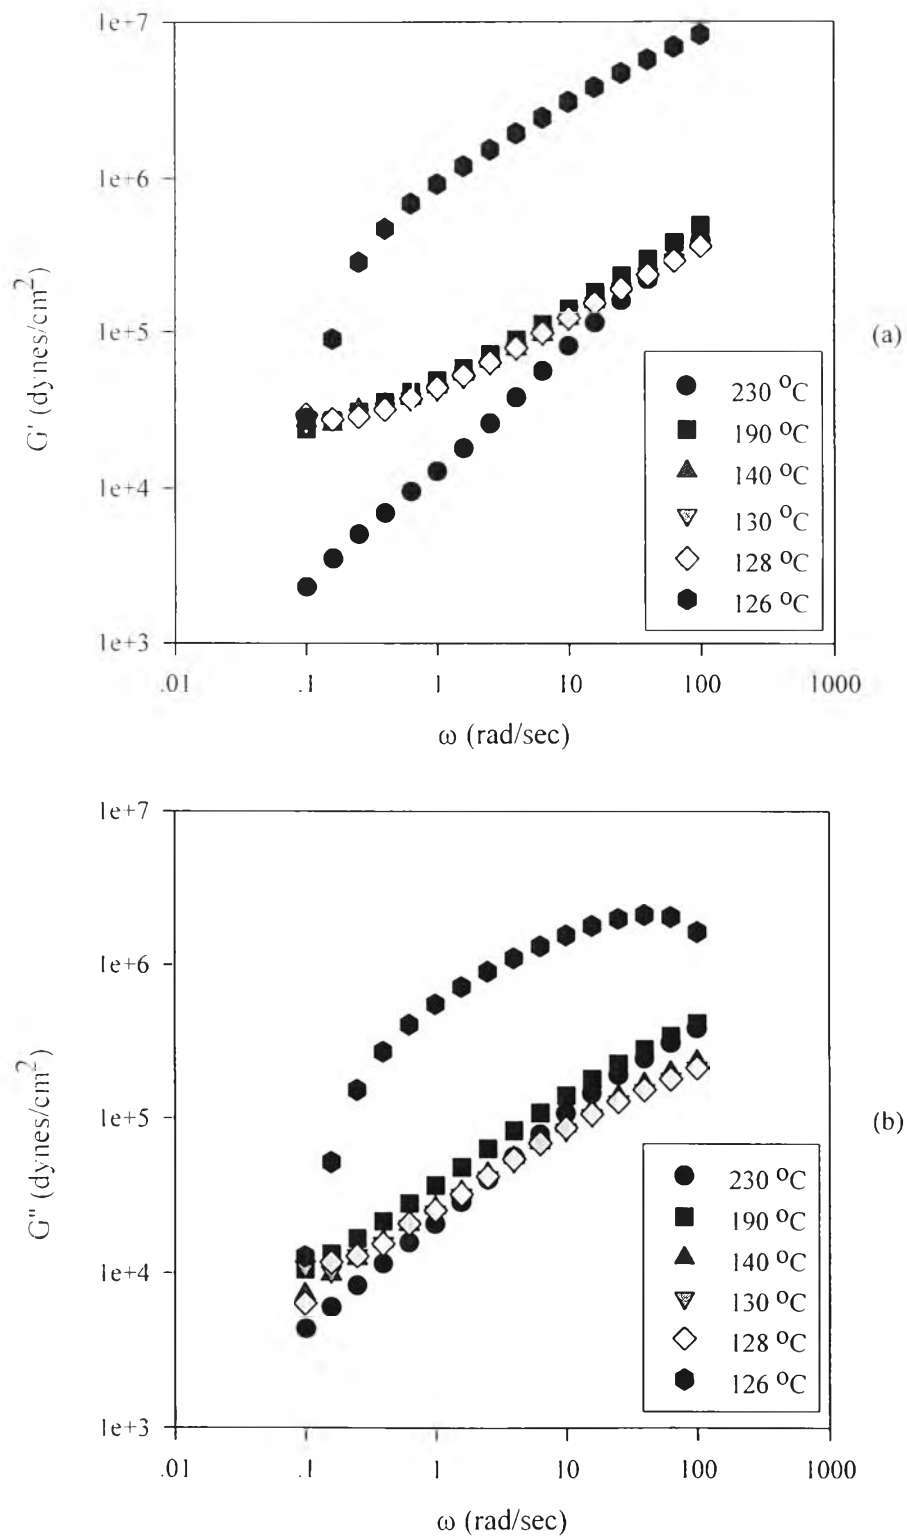 1e+7
1e+6
1e+5
1e+4
1e+3
G' (dynes/cm²)
(a)
230 °C
190 °C
140 °C
130 °C
128 °C
126 °C
.01 .1 1 10 100 1000
ω (rad/sec)
1e+7
1e+6
1e+5
1e+4
1e+3
G" (dynes/cm²)
(b)
230 °C
190 °C
140 °C
130 °C
128 °C
126 °C
.01 .1 1 10 100 1000
ω (rad/sec)